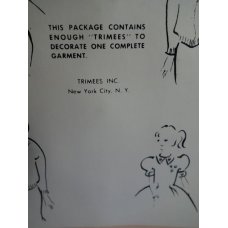 THIS PACKAGE CONTAINS
ENOUGH "TRIMEES" TO
DECORATE ONE COMPLETE
GARMENT.
TRIMEES INC
New York City, N. Y.